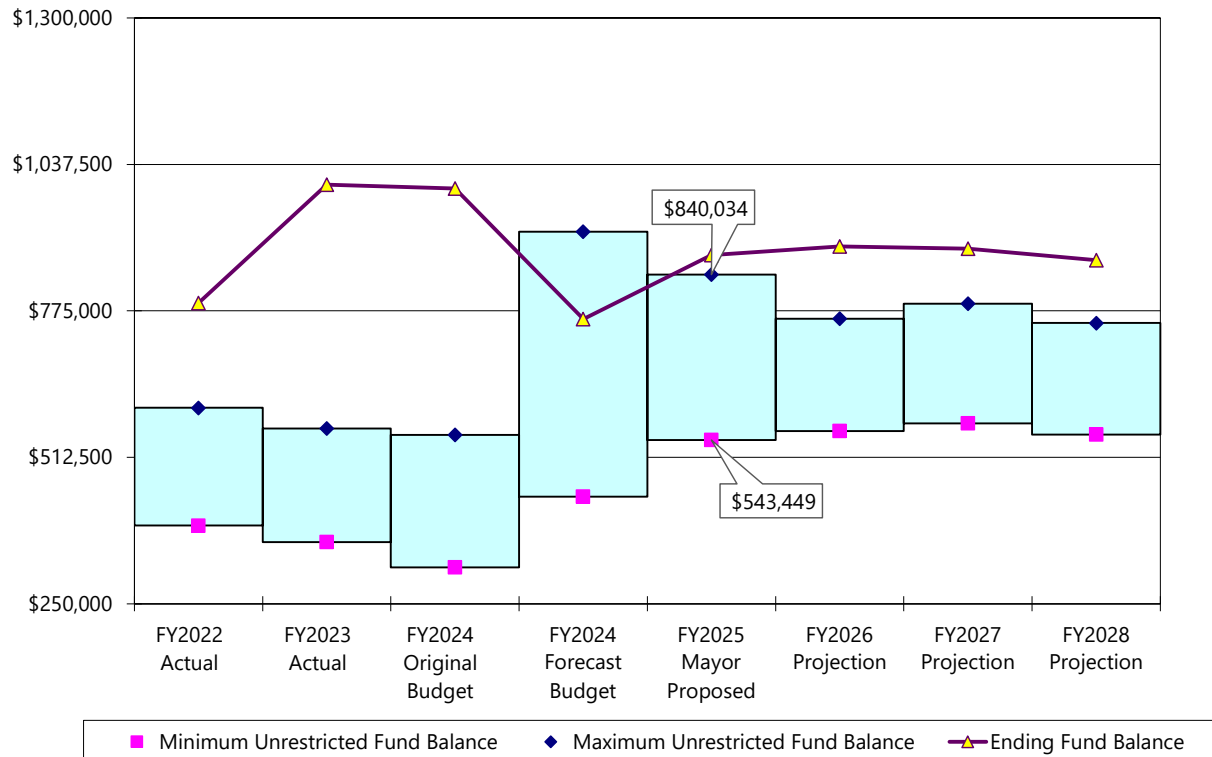 $1,300,000
$1,037,500
$775,000
$512,500
$250,000
$840,034
$543,449
FY2022
Actual
FY2023
Actual
FY2024
Original
Budget
FY2024
Forecast
Budget
FY2025
Mayor
Proposed
FY2026
Projection
FY2027
Projection
FY2028
Projection
Minimum Unrestricted Fund Balance
Maximum Unrestricted Fund Balance
Ending Fund Balance